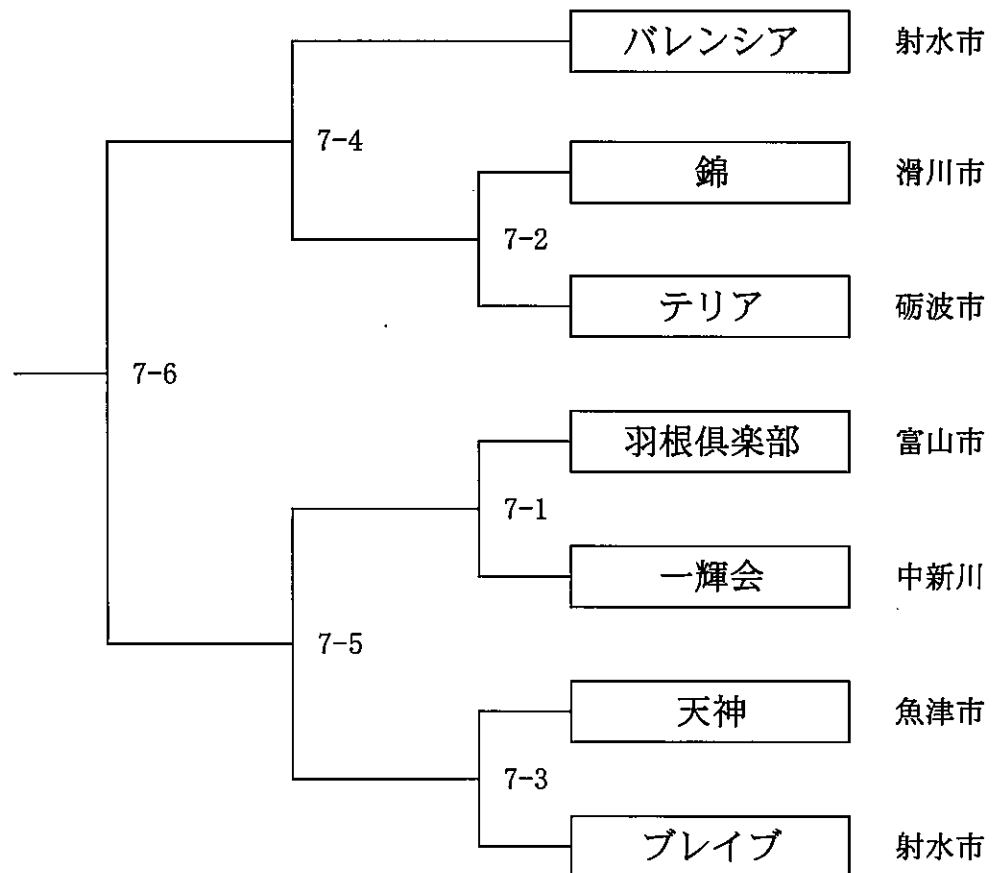 バレンシア 射水市
7-4
錦 滑川市
7-2
テリア 砺波市
7-6
羽根倶楽部 富山市
7-1
一輝会 中新川
7-5
天神 魚津市
7-3
ブレイブ 射水市